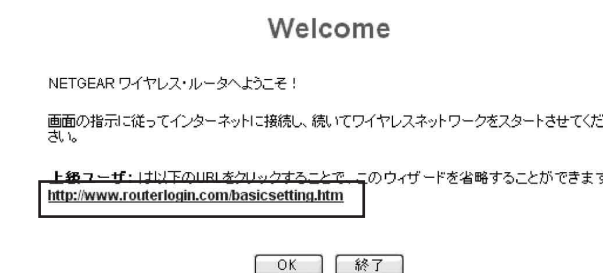 Welcome
NETGEAR ワイヤレス・ルータへようこそ!
画面の指示に従ってインターネットに接続し、続いてワイヤレスネットワークをスタートさせてくだ
さい。
上級ユーザ: は以下のURLをクリックすることで、このウィザードを省略することができます
http://www.routerlogin.com/basicsetting.htm
OK 終了